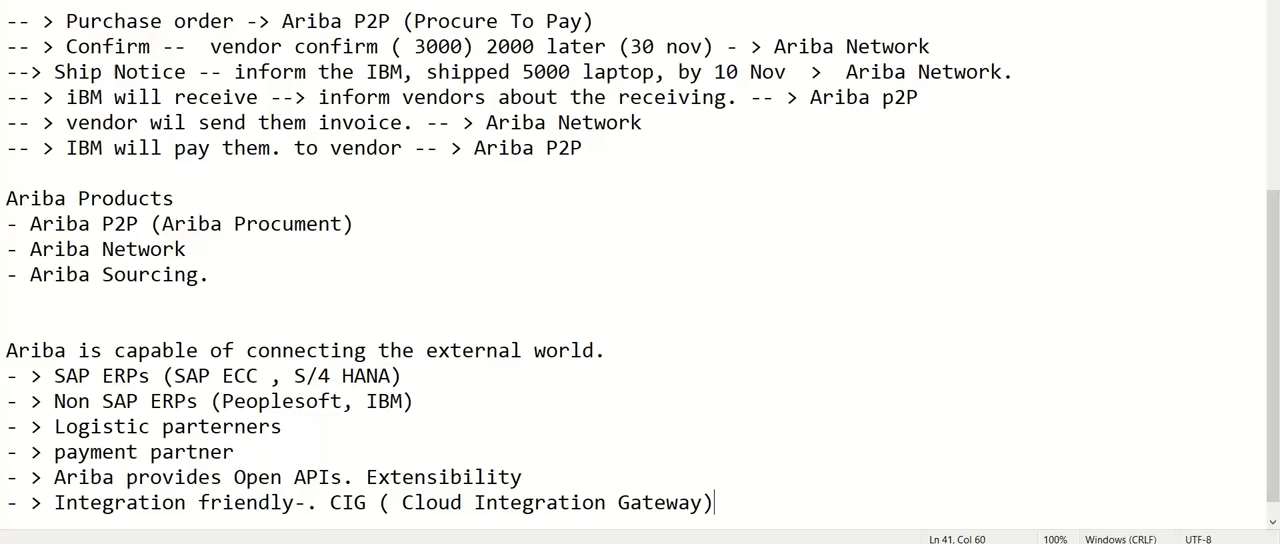 -- > Purchase order -> Ariba P2P (Procure To Pay)
-- > Confirm --  vendor confirm ( 3000) 2000 later (30 nov) - > Ariba Network
--> Ship Notice -- inform the IBM, shipped 5000 laptop, by 10 Nov  >  Ariba Network.
-- > iBM will receive --> inform vendors about the receiving. -- > Ariba p2P
-- > vendor wil send them invoice. -- > Ariba Network
-- > IBM will pay them. to vendor -- > Ariba P2P
Ariba Products
- Ariba P2P (Ariba Procument)
- Ariba Network
- Ariba Sourcing.
Ariba is capable of connecting the external world.
- > SAP ERPs (SAP ECC , S/4 HANA)
- > Non SAP ERPs (Peoplesoft, IBM)
- > Logistic parterners
- > payment partner
- > Ariba provides Open APIs. Extensibility
- > Integration friendly-. CIG ( Cloud Integration Gateway)
Ln 41, Col 60 100% Windows (CRLF) UTF-8